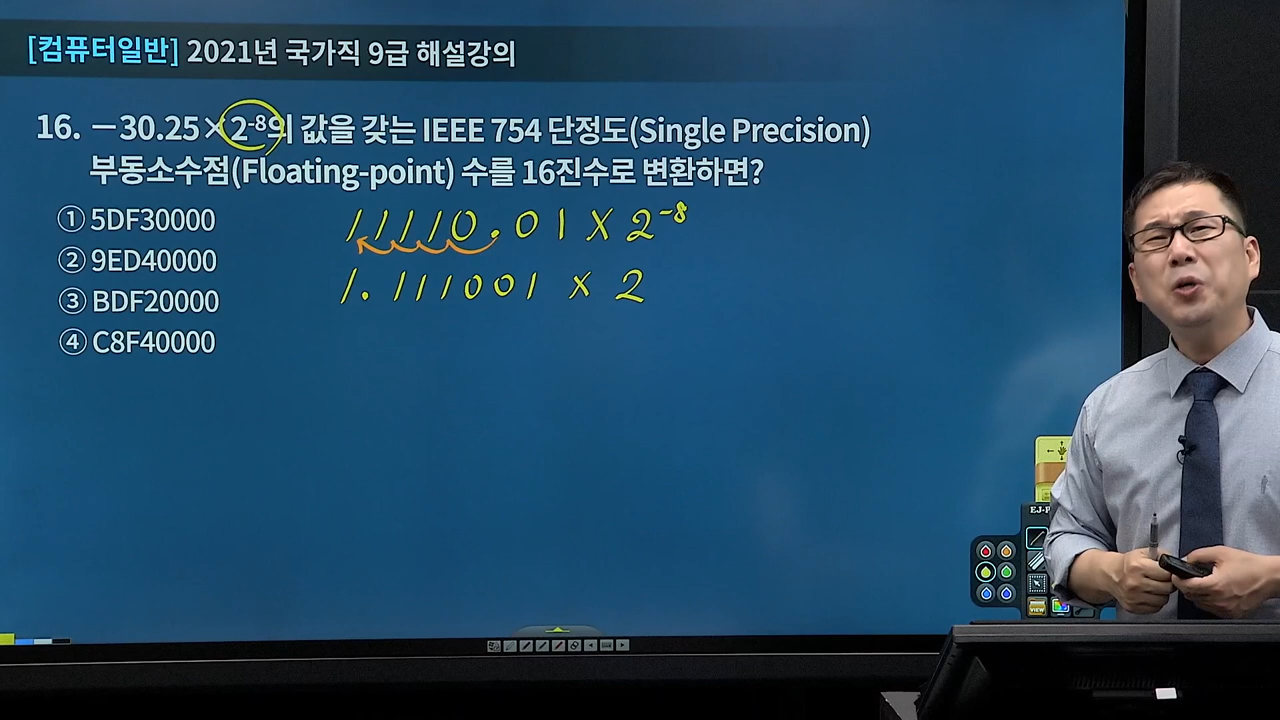 [컴퓨터일반] 2021년 국가직 9급 해설강의
16. －30.25×2⁻⁸의 값을 갖는 IEEE 754 단정도(Single Precision)
부동소수점(Floating-point) 수를 16진수로 변환하면?
① 5DF30000
② 9ED40000
③ BDF20000
④ C8F40000
11110.01 × 2⁻⁸
1.111001 × 2
EJ-P
VIEW